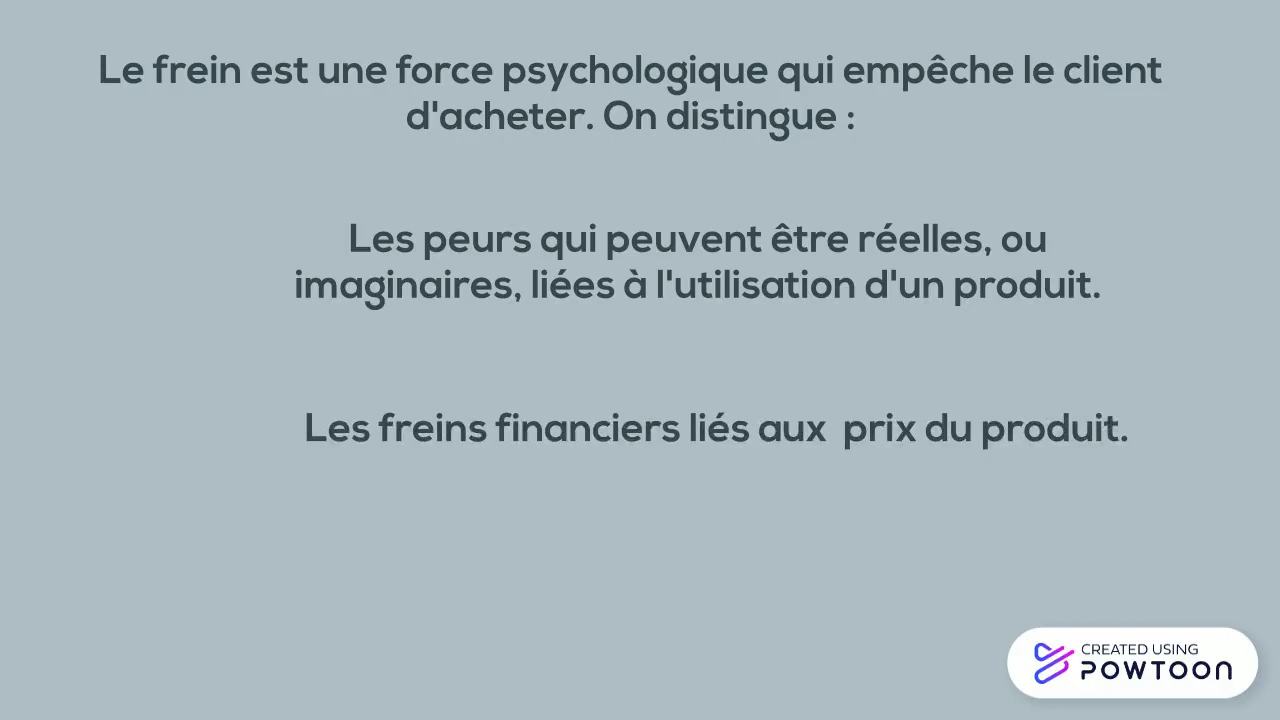 Le frein est une force psychologique qui empêche le client
d'acheter. On distingue :
Les peurs qui peuvent être réelles, ou
imaginaires, liées à l'utilisation d'un produit.
Les freins financiers liés aux  prix du produit.
CREATED USING
POWTOON